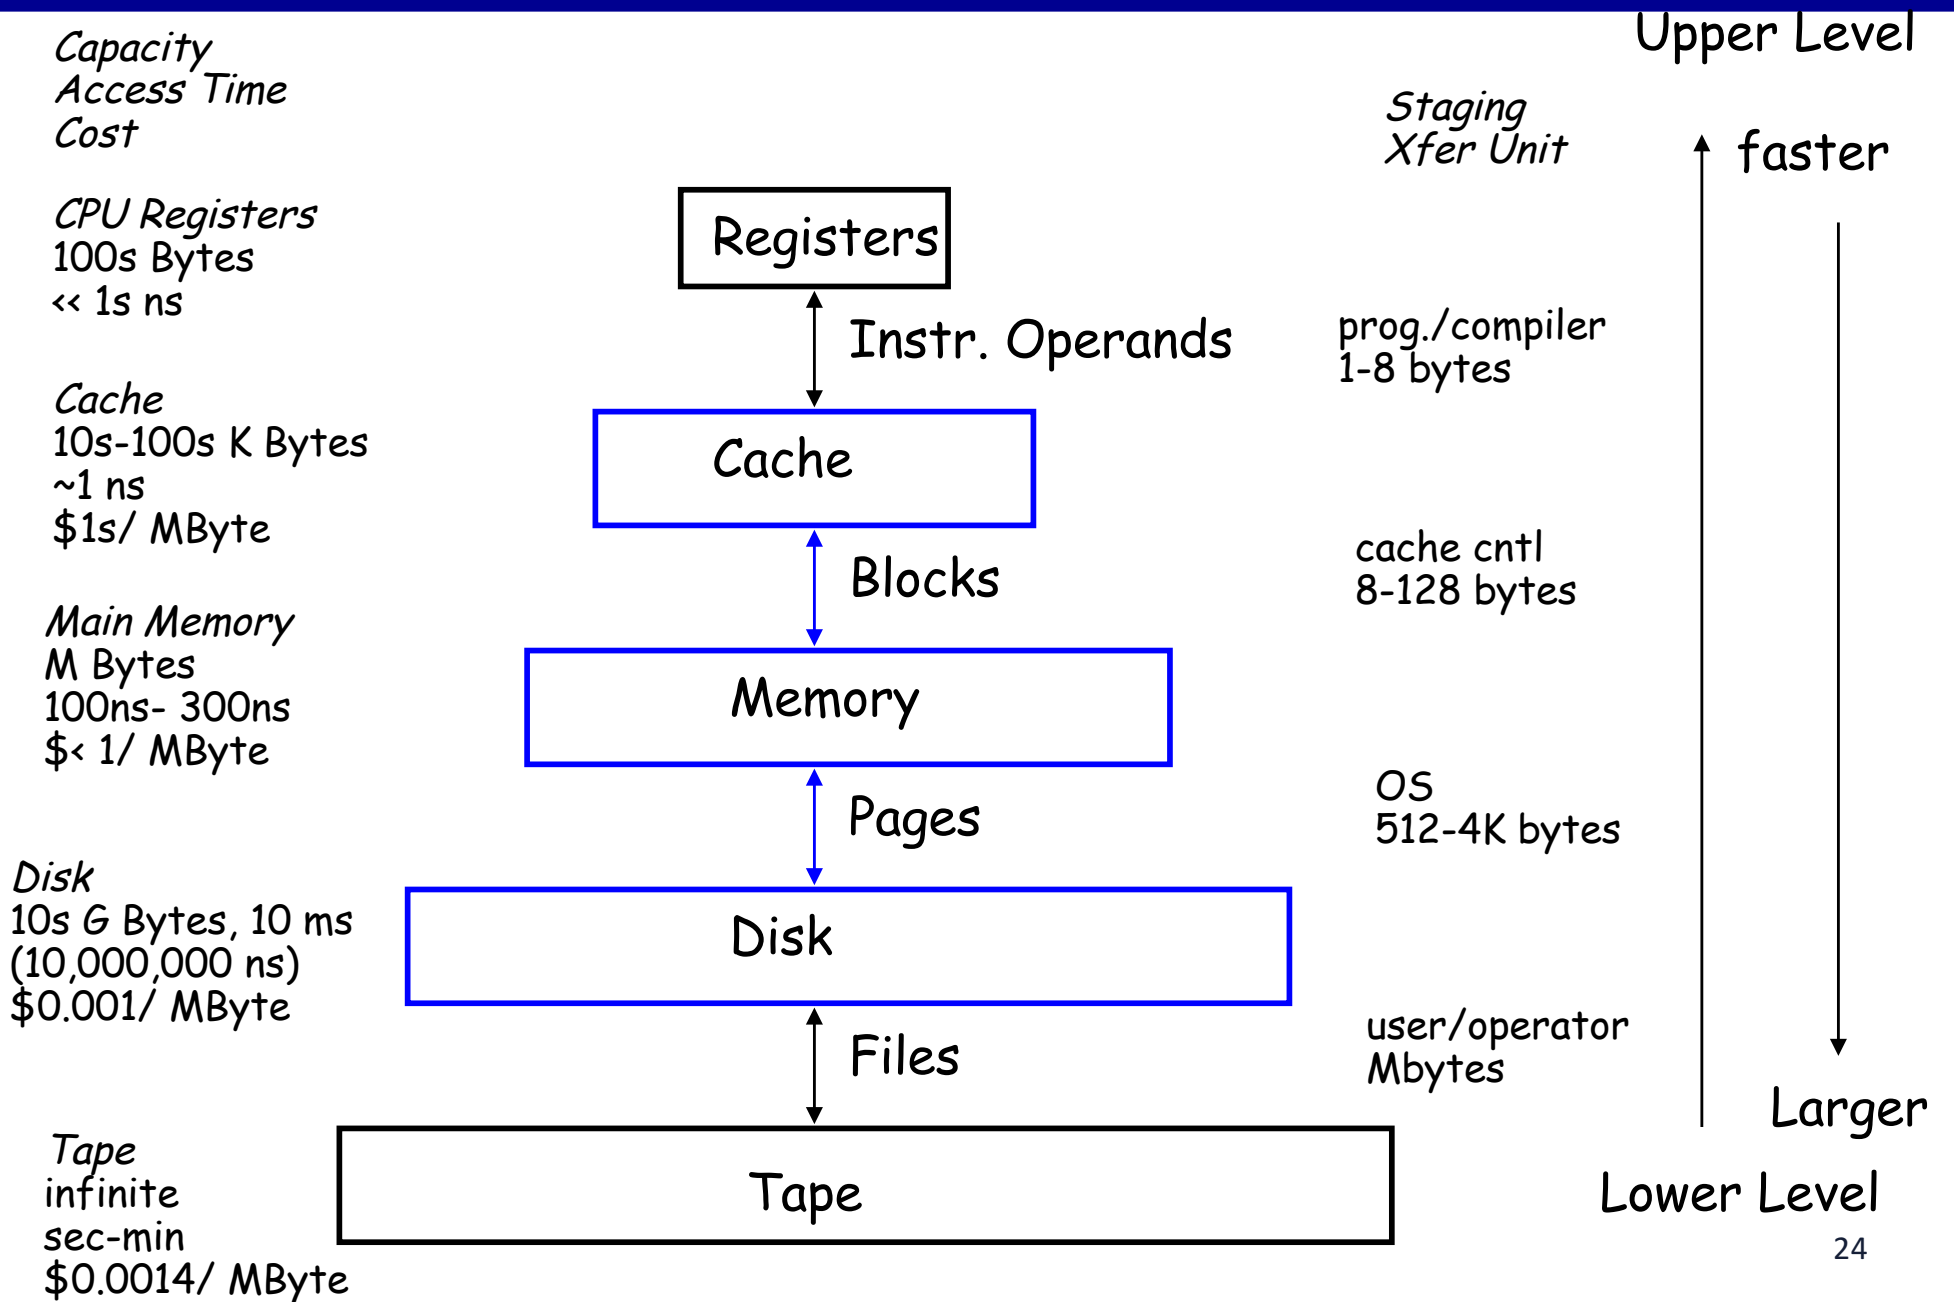 Upper Level
Capacity
Access Time
Cost
Staging
Xfer Unit
faster
CPU Registers
100s Bytes
<< 1s ns
Registers
Instr. Operands
prog./compiler
1-8 bytes
Cache
10s-100s K Bytes
~1 ns
$1s/ MByte
Cache
Blocks
cache cntl
8-128 bytes
Main Memory
M Bytes
100ns- 300ns
$< 1/ MByte
Memory
Pages
OS
512-4K bytes
Disk
10s G Bytes, 10 ms
(10,000,000 ns)
$0.001/ MByte
Disk
Files
user/operator
Mbytes
Larger
Tape
infinite
sec-min
$0.0014/ MByte
Tape
Lower Level
24